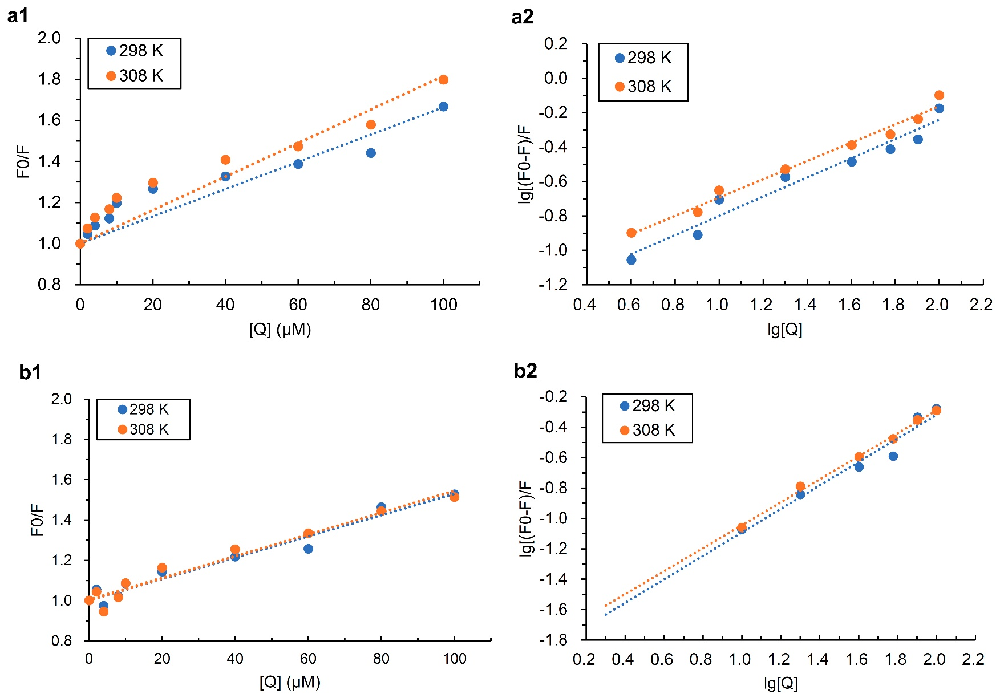 a1
2.0
1.8
1.6
1.4
1.2
1.0
0.8
F0/F
298 K
308 K
0 20 40 60 80 100
[Q] (µM)
a2
0.2
0.0
-0.2
-0.4
-0.6
-0.8
-1.0
-1.2
lg[(F0-F)/F
298 K
308 K
0.4 0.6 0.8 1.0 1.2 1.4 1.6 1.8 2.0 2.2
lg[Q]
b1
2.0
1.8
1.6
1.4
1.2
1.0
0.8
F0/F
298 K
308 K
0 20 40 60 80 100
[Q] (µM)
b2
-0.2
-0.4
-0.6
-0.8
-1.0
-1.2
-1.4
-1.6
-1.8
lg[(F0-F)/F
298 K
308 K
0.2 0.4 0.6 0.8 1.0 1.2 1.4 1.6 1.8 2.0 2.2
lg[Q]